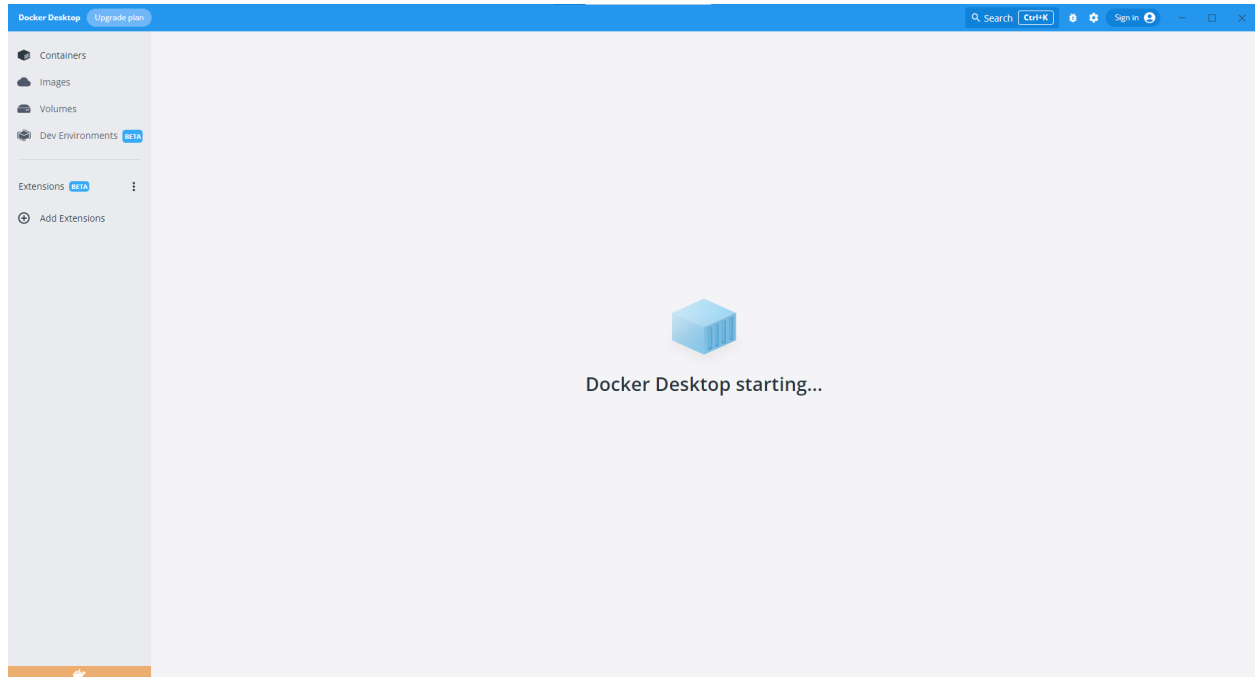 Docker Desktop Upgrade plan Search Ctrl+K Sign in
Containers
Images
Volumes
Dev Environments BETA
Extensions BETA
Add Extensions
Docker Desktop starting...